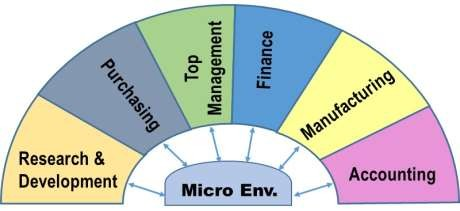 Research &
Development
Purchasing
Top
Management
Finance
Manufacturing
Accounting
Micro Env.